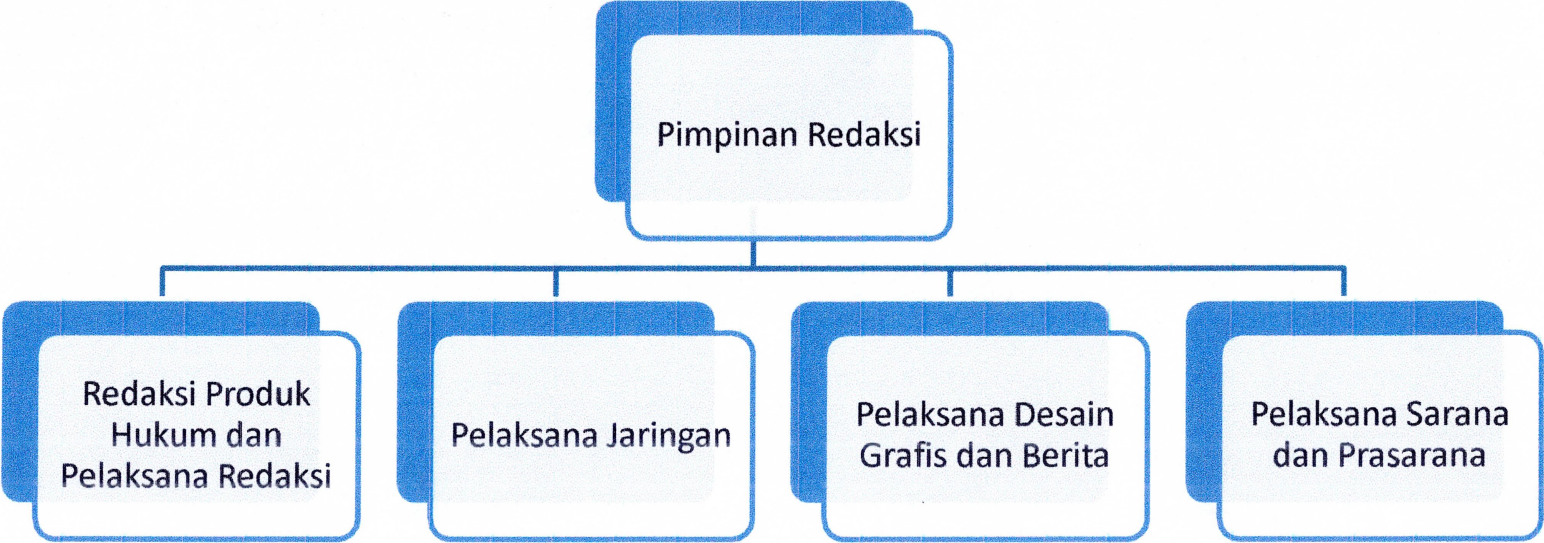 Pimpinan Redaksi
Redaksi Produk
Hukum dan
Pelaksana Redaksi
Pelaksana Jaringan
Pelaksana Desain
Grafis dan Berita
Pelaksana Sarana
dan Prasarana